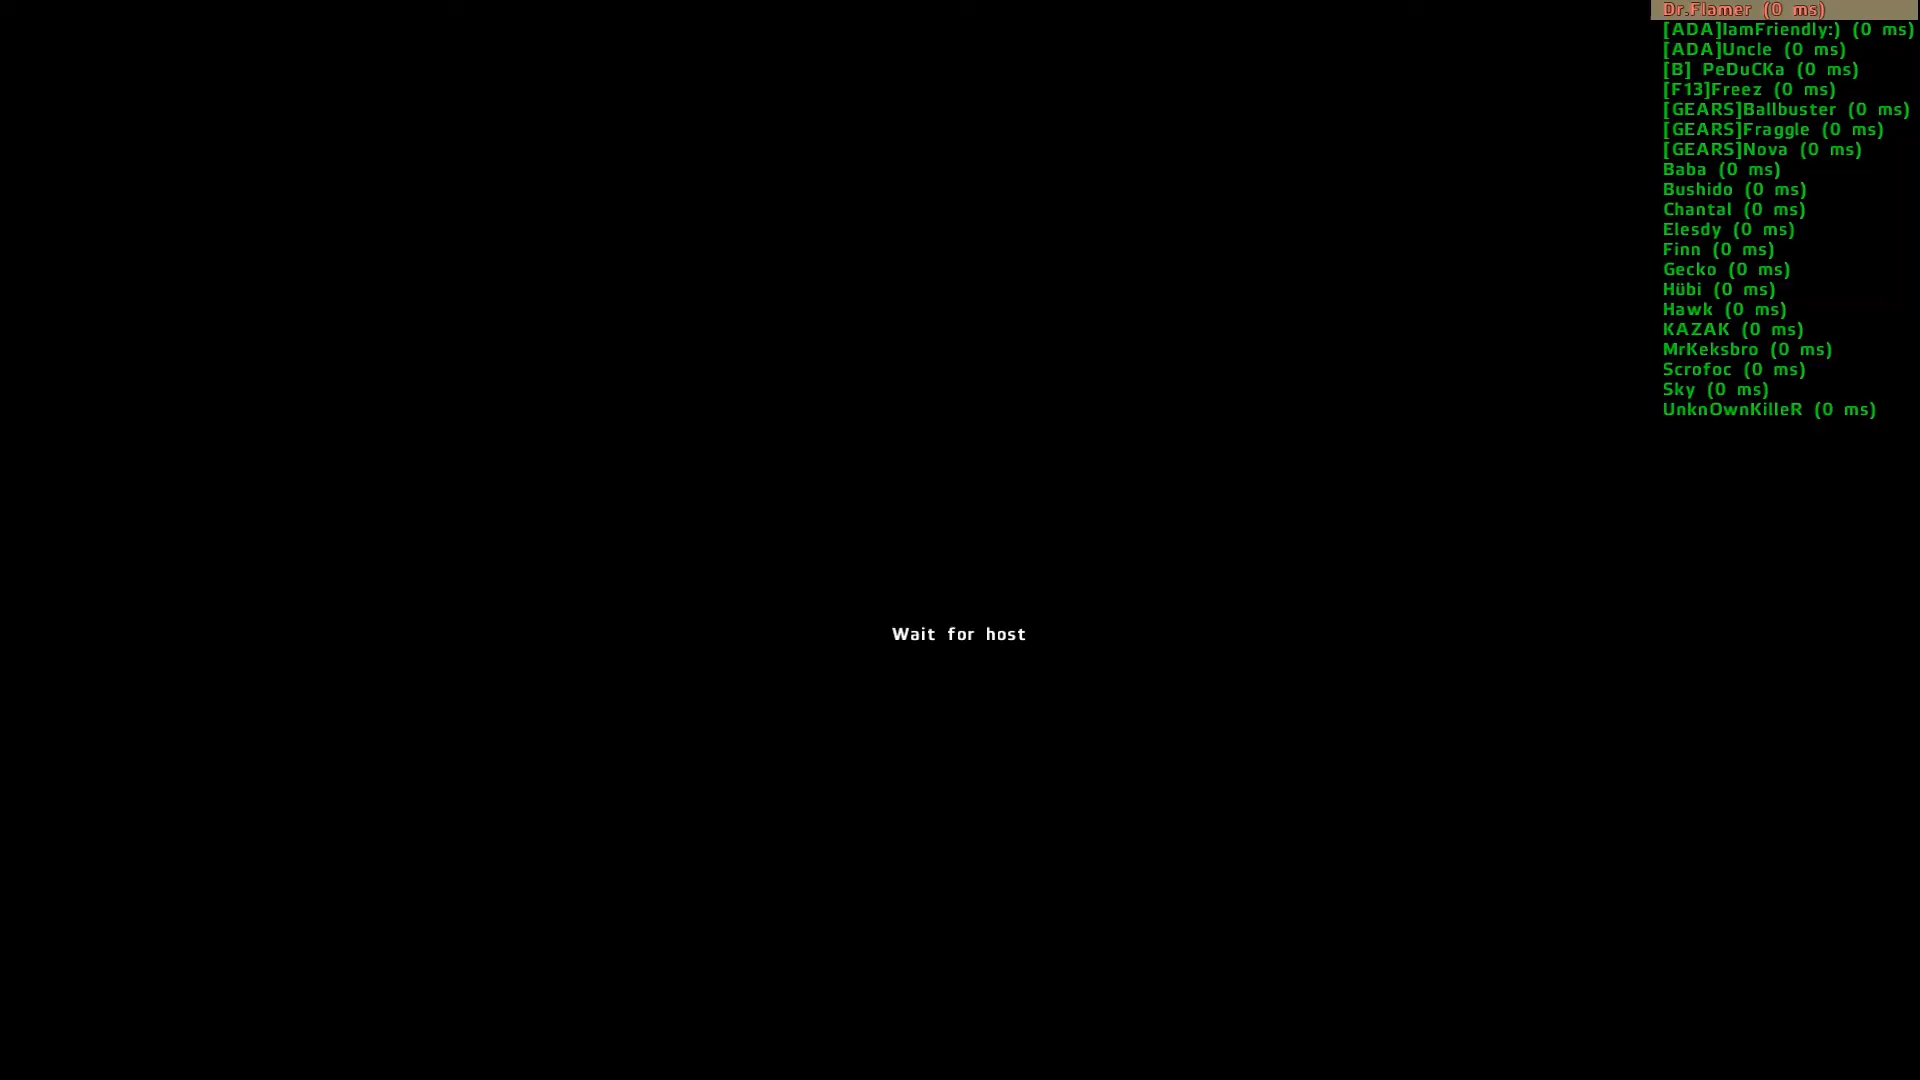 Dr.Flamer (0 ms)
[ADA]IamFriendly:) (0 ms)
[ADA]Uncle (0 ms)
[B] PeDuCKa (0 ms)
[F13]Freez (0 ms)
[GEARS]Ballbuster (0 ms)
[GEARS]Fraggle (0 ms)
[GEARS]Nova (0 ms)
Baba (0 ms)
Bushido (0 ms)
Chantal (0 ms)
Elesdy (0 ms)
Finn (0 ms)
Gecko (0 ms)
Hübi (0 ms)
Hawk (0 ms)
KAZAK (0 ms)
MrKeksbro (0 ms)
Scrofoc (0 ms)
Sky (0 ms)
UnknOwnKilleR (0 ms)
Wait for host